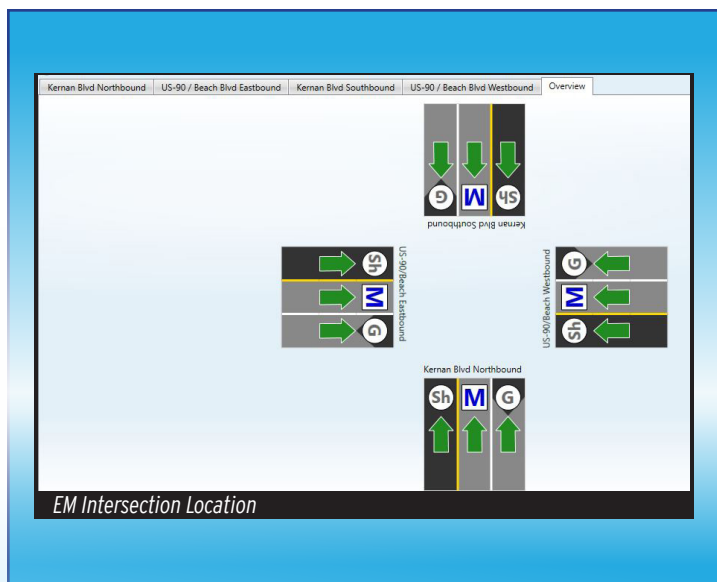 Kernan Blvd Northbound US-90 / Beach Blvd Eastbound Kernan Blvd Southbound US-90 / Beach Blvd Westbound Overview
G M Sh
Kernan Blvd Southbound
Sh
M
G
US-90/Beach Eastbound
US-90/Beach Westbound
G
M
Sh
Kernan Blvd Northbound
Sh M G
EM Intersection Location